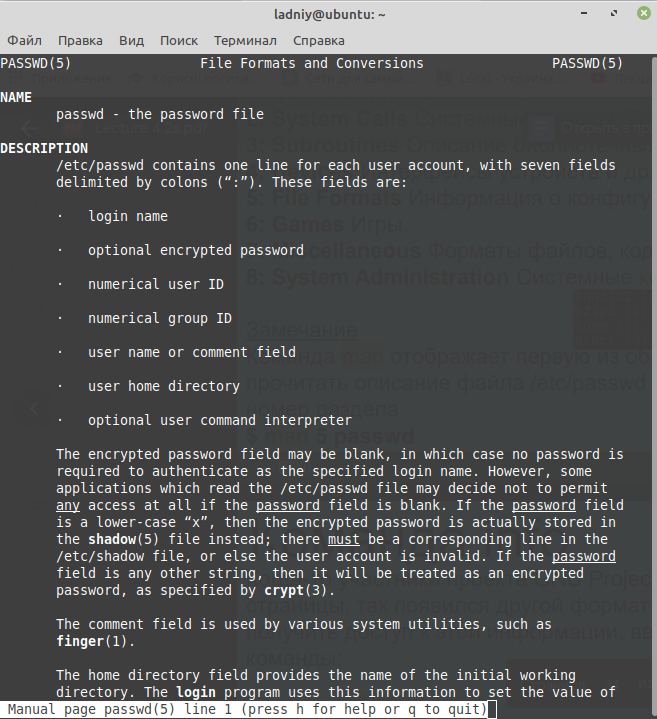 ladniy@ubuntu: ~
Файл Правка Вид Поиск Терминал Справка
PASSWD(5) File Formats and Conversions PASSWD(5)
NAME
passwd - the password file
DESCRIPTION
/etc/passwd contains one line for each user account, with seven fields
delimited by colons (“:”). These fields are:
· login name
· optional encrypted password
· numerical user ID
· numerical group ID
· user name or comment field
· user home directory
· optional user command interpreter
The encrypted password field may be blank, in which case no password is
required to authenticate as the specified login name. However, some
applications which read the /etc/passwd file may decide not to permit
any access at all if the password field is blank. If the password field
is a lower-case “x”, then the encrypted password is actually stored in
the shadow(5) file instead; there must be a corresponding line in the
/etc/shadow file, or else the user account is invalid. If the password
field is any other string, then it will be treated as an encrypted
password, as specified by crypt(3).
The comment field is used by various system utilities, such as
finger(1).
The home directory field provides the name of the initial working
directory. The login program uses this information to set the value of
Manual page passwd(5) line 1 (press h for help or q to quit)